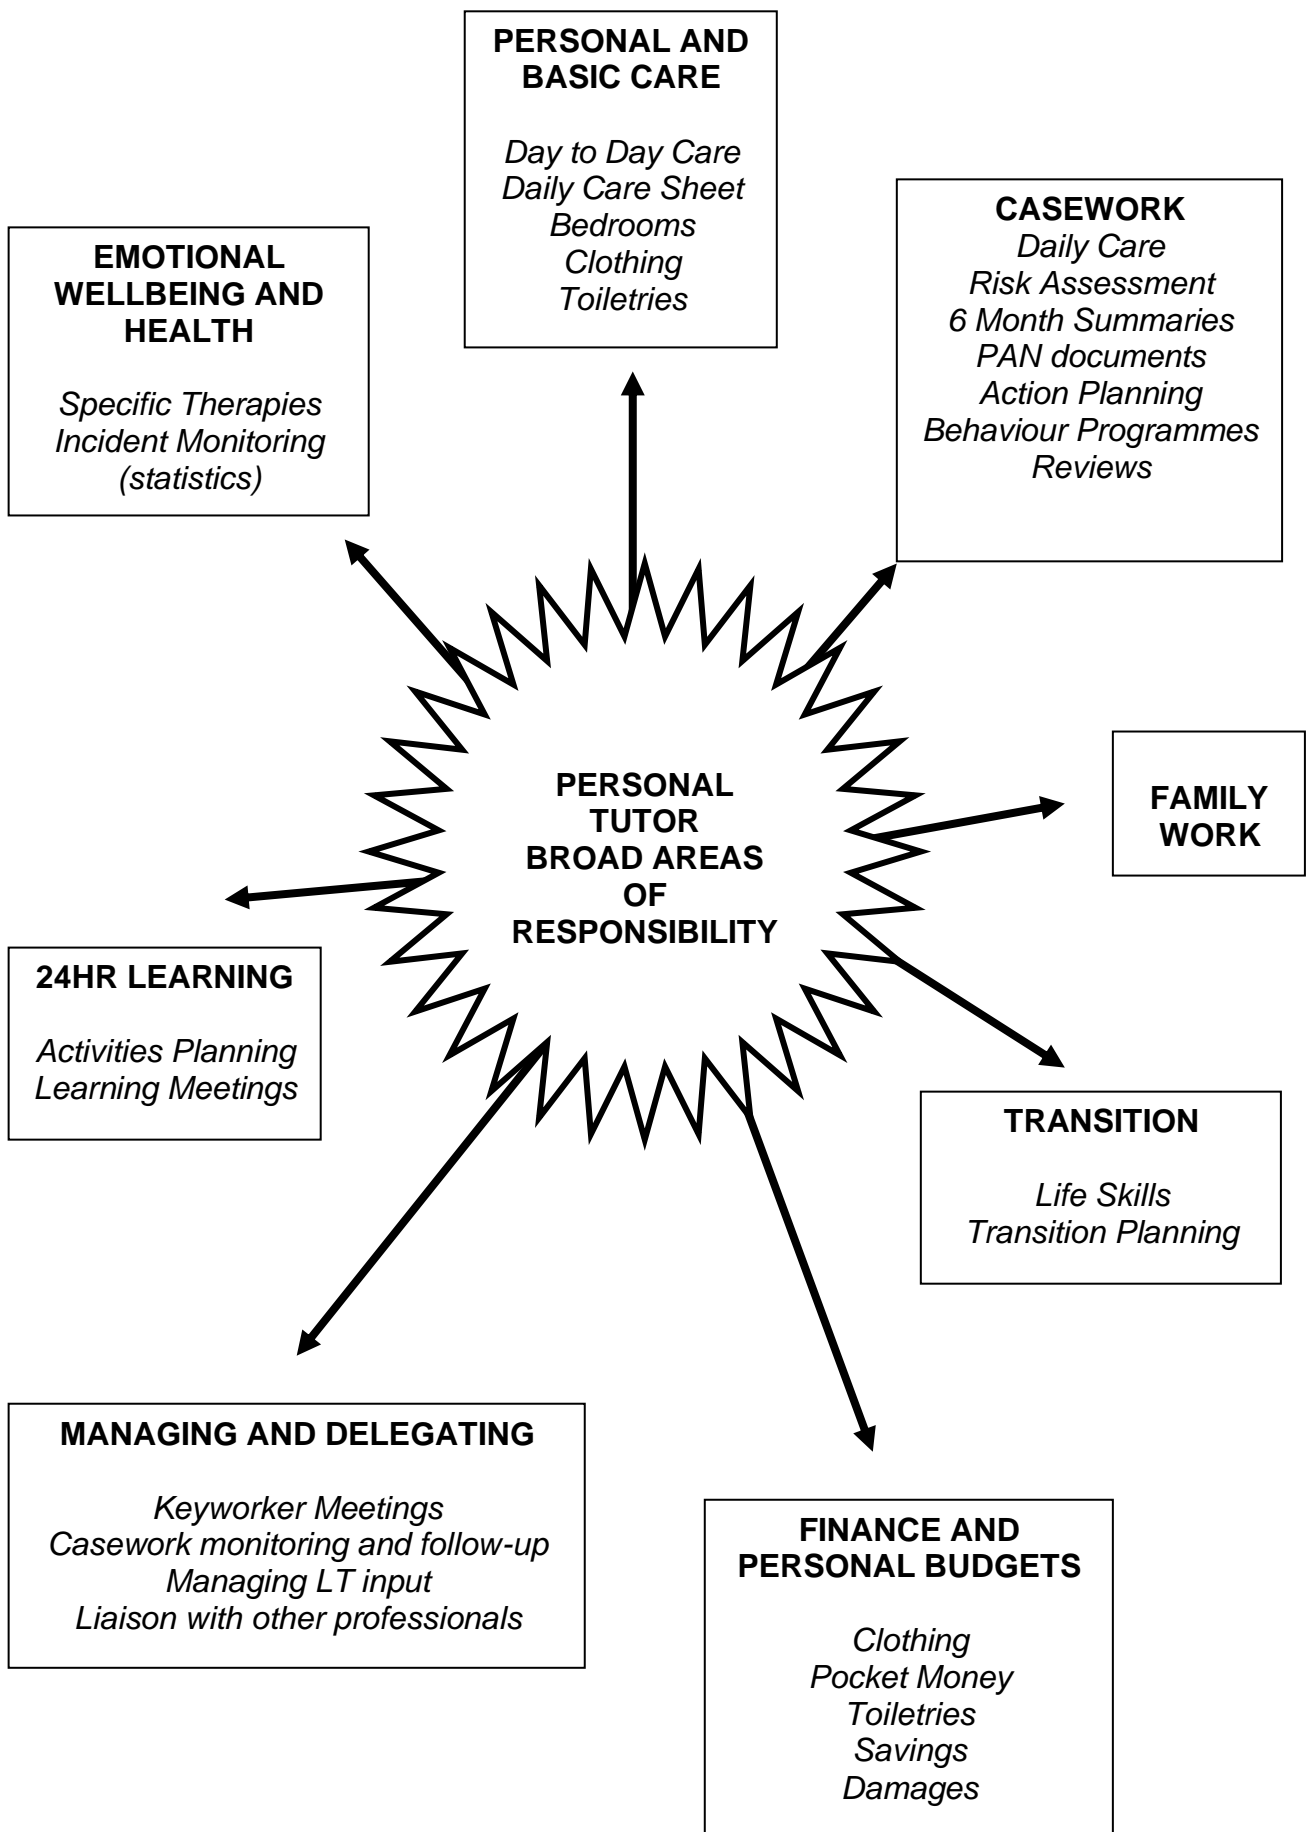 PERSONAL AND
BASIC CARE
Day to Day Care
Daily Care Sheet
Bedrooms
Clothing
Toiletries
CASEWORK
Daily Care
Risk Assessment
6 Month Summaries
PAN documents
Action Planning
Behaviour Programmes
Reviews
EMOTIONAL
WELLBEING AND
HEALTH
Specific Therapies
Incident Monitoring
(statistics)
PERSONAL
TUTOR
BROAD AREAS
OF
RESPONSIBILITY
FAMILY
WORK
24HR LEARNING
Activities Planning
Learning Meetings
TRANSITION
Life Skills
Transition Planning
MANAGING AND DELEGATING
Keyworker Meetings
Casework monitoring and follow-up
Managing LT input
Liaison with other professionals
FINANCE AND
PERSONAL BUDGETS
Clothing
Pocket Money
Toiletries
Savings
Damages